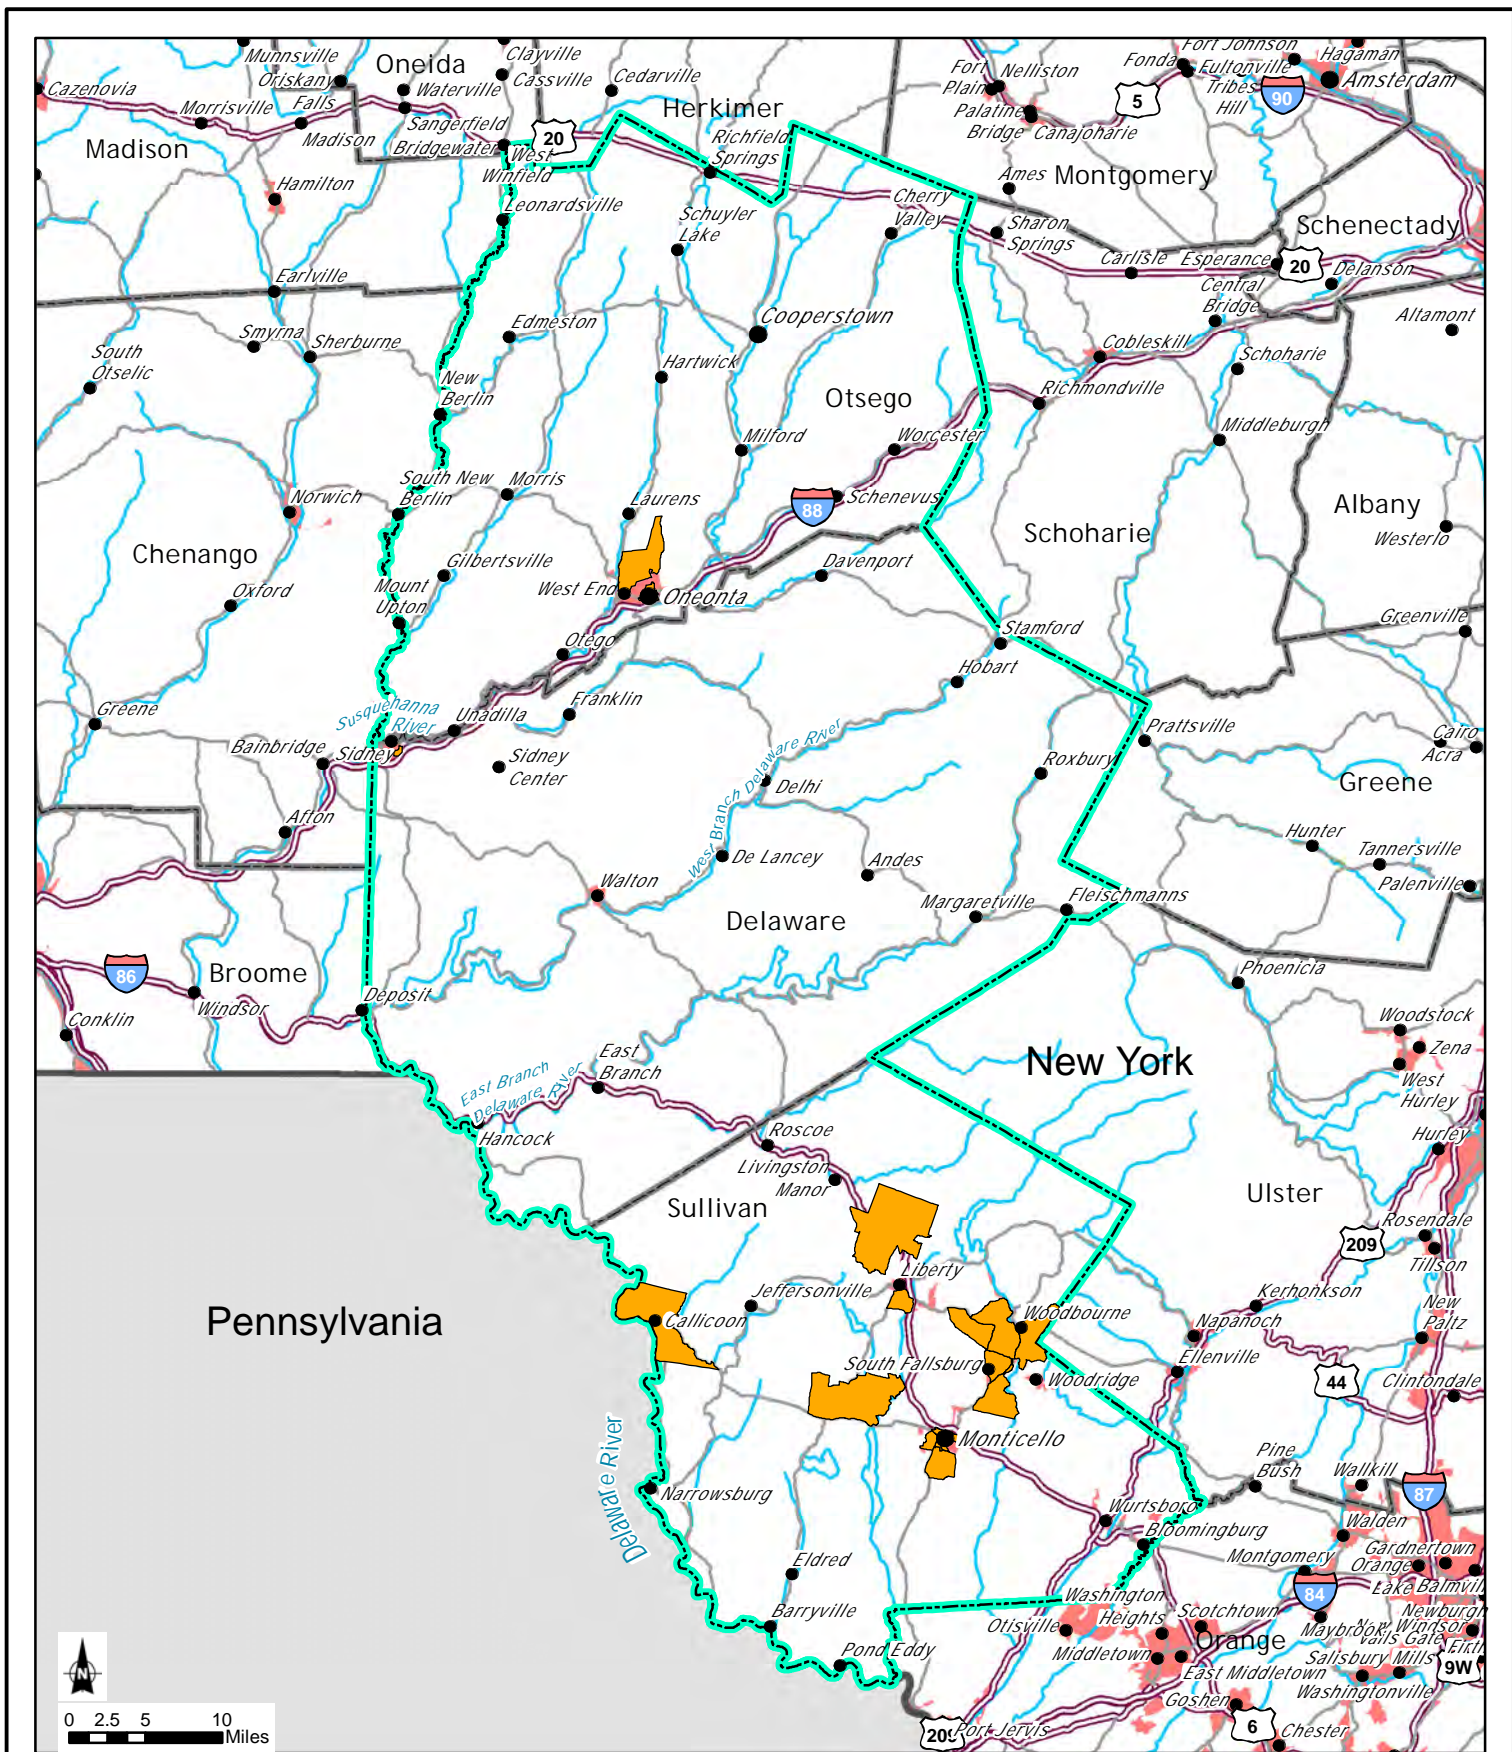 Munnsville
Oneida
Clayville
Cassville
Cedarville
Fort Johnson
Hagaman
Fonda
Fultonville
Amsterdam
Cazenovia
Oriskany
Falls
Waterville
Morrisville
Madison
Sangerfield
Bridgewater
Herkimer
Fort
Plain
Nelliston
Palatine
Bridge
Canajoharie
Tribes
Hill
5
90
20
Madison
West
Winfield
Richfield
Springs
Hamilton
Leonardsville
Schuyler
Lake
Cherry
Valley
Ames
Montgomery
Sharon
Springs
Schenectady
Carlisle
Esperance
20
Delanson
Central
Bridge
Earlville
Smyrna
Sherburne
Edmeston
Cooperstown
Altamont
South
Otselic
Hartwick
Cobleskill
Schoharie
New
Berlin
Otsego
Richmondville
Milford
Worcester
Middleburgh
Norwich
South New
Berlin
Morris
Laurens
88
Schenevus
Albany
Westerlo
Chenango
Schoharie
Gilbertsville
Davenport
Oxford
Mount
Upton
West End
Oneonta
Greenville
Otego
Stamford
Hobart
Greene
Susquehanna
River
Unadilla
Franklin
Prattsville
Cairo
Acra
Bainbridge
Sidney
Sidney
Center
West Branch Delaware River
Roxbury
Delhi
Greene
Afton
De Lancey
Andes
Hunter
Tannersville
Palenville
Walton
Margaretville
Fleischmanns
Delaware
86
Broome
Windsor
Deposit
Phoenicia
Conklin
Woodstock
Zena
West
Hurley
New York
East
Branch
East Branch
Delaware River
Hancock
Roscoe
Livingston
Manor
Hurley
Sullivan
Ulster
Rosendale
209
Tillson
Liberty
Jeffersonville
Kerhonkson
Pennsylvania
Callicoon
Woodbourne
Napanoch
New
Paltz
South Fallsburg
Woodridge
Ellenville
44
Clintondale
Monticello
Delaware River
Narrowsburg
Pine
Bush
Wallkill
87
Wurtsboro
Bloomingburg
Walden
Eldred
Montgomery
Gardnertown
Orange
Lake
Balmville
84
Washington
Heights
Barryville
Otisville
Scotchtown
Maybrook
New Windsor
Newburgh
Vails Gate
Pond Eddy
Middletown
Orange
East Middletown
Salisbury Mills
Washingtonville
9W
Goshen
N
0 2.5 5 10
Miles
209
Port Jervis
6
Chester